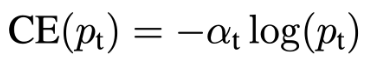 CE(pₜ) = −αₜ log(pₜ)